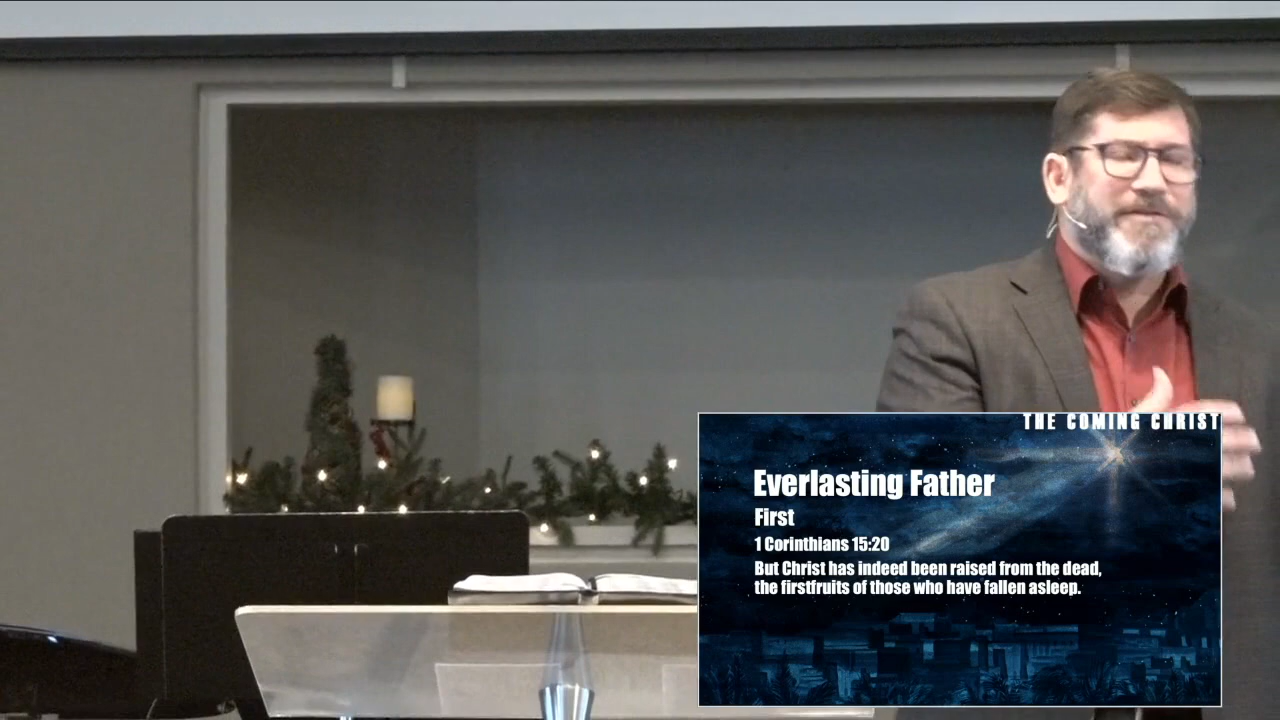 THE COMING CHRIST
Everlasting Father
First
1 Corinthians 15:20
But Christ has indeed been raised from the dead,
the firstfruits of those who have fallen asleep.